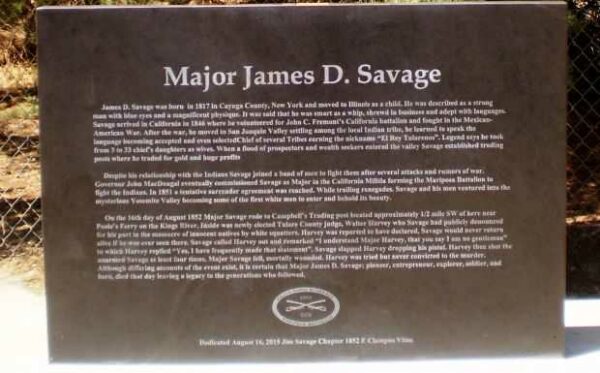 Major James D. Savage
James D. Savage was born in 1817 in Cayuga County, New York and moved to Illinois as a child. He was described as a strong
man with blue eyes and a magnificent physique. It was said that he was smart as a whip, shrewd in business and adept with languages.
Savage arrived in California in 1846 where he volunteered for John C. Fremont's California battalion and fought in the Mexican-
American War. After the war, he moved to San Joaquin Valley settling among the local Indian tribe, he learned to speak the
language becoming accepted and even selectedChief of several Tribes earning the nickname "El Rey Tularenos". Legend says he took
from 5 to 33 chief's daughters as wives. When a flood of prospectors and wealth seekers entered the valley Savage established trading
posts where he traded for gold and huge profits
Despite his relationship with the Indians Savage joined a band of men to fight them after several attacks and rumors of war.
Governor John MacDougal eventually commissioned Savage as Major in the California Militia forming the Mariposa Battalion to
fight the Indians. In 1851 a tentative surrender agreement was reached. While trailing renegades, Savage and his men ventured into the
mysterious Yosemite Valley becoming some of the first white men to enter and behold its beauty.
On the 16th day of August 1852 Major Savage rode to Campbell's Trading post located approximately 1/2 mile SW of here near
Poole's Ferry on the Kings River. Inside was newly elected Tulare County judge, Walter Harvey who Savage had publicly denounced
for his part in the massacre of innocent natives by white squatters. Harvey was reported to have declared, Savage would never return
alive if he was ever seen there. Savage called Harvey out and remarked "I understand Major Harvey, that you say I am no gentleman"
to which Harvey replied "Yes, I have frequently made that statement". Savage slapped Harvey dropping his pistol. Harvey then shot the
unarmed Savage at least four times. Major Savage fell, mortally wounded. Harvey was tried but never convicted of the murder.
Although differing accounts of the event exist, it is certain that Major James D. Savage; pioneer, entrepreneur, explorer, soldier, and
hero, died that day leaving a legacy to the generations who followed.
Dedicated August 16, 2015 Jim Savage Chapter 1852 E Clampus Vitus